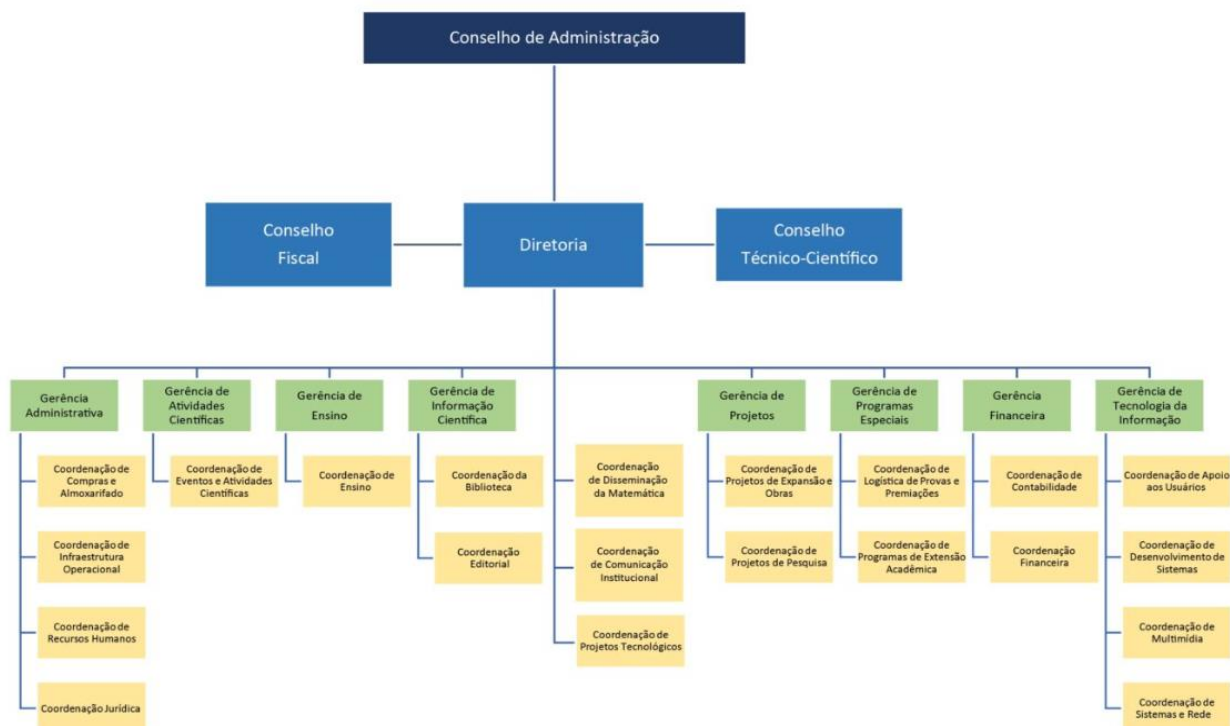 Conselho de Administração
Conselho
Fiscal
Diretoria
Conselho
Técnico-Científico
Gerência
Administrativa
Gerência de
Atividades
Científicas
Gerência de
Ensino
Gerência de
Informação
Científica
Gerência de
Projetos
Gerência de
Programas
Especiais
Gerência
Financeira
Gerência de
Tecnologia da
Informação
Coordenação de
Compras e
Almoxarifado
Coordenação de
Infraestrutura
Operacional
Coordenação de
Recursos Humanos
Coordenação Jurídica
Coordenação de
Eventos e Atividades
Científicas
Coordenação de
Ensino
Coordenação da
Biblioteca
Coordenação
Editorial
Coordenação
de Disseminação
da Matemática
Coordenação
de Comunicação
Institucional
Coordenação de
Projetos Tecnológicos
Coordenação de
Projetos de Expansão e
Obras
Coordenação de
Projetos de Pesquisa
Coordenação de
Logística de Provas e
Premiações
Coordenação de
Programas de Extensão
Acadêmica
Coordenação de
Contabilidade
Coordenação
Financeira
Coordenação de Apoio
aos Usuários
Coordenação de
Desenvolvimento de
Sistemas
Coordenação de
Multimídia
Coordenação de
Sistemas e Rede